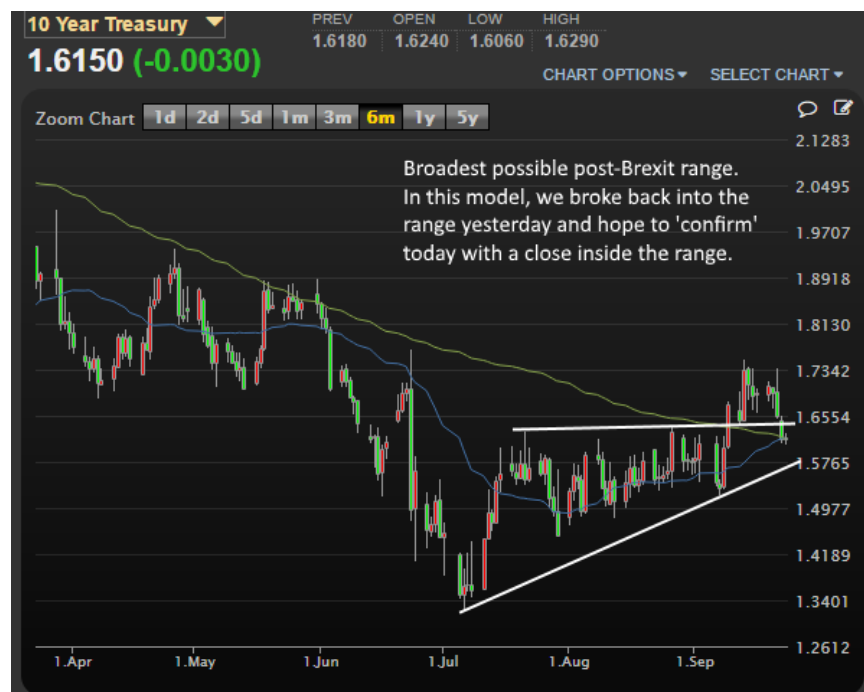 10 Year Treasury
PREV OPEN LOW HIGH
1.6180 1.6240 1.6060 1.6290
1.6150 (-0.0030)
CHART OPTIONS SELECT CHART
Zoom Chart 1d 2d 5d 1m 3m 6m 1y 5y
Broadest possible post-Brexit range.
In this model, we broke back into the
range yesterday and hope to 'confirm'
today with a close inside the range.
2.1283
2.0495
1.9707
1.8918
1.8130
1.7342
1.6554
1.5765
1.4977
1.4189
1.3401
1.2612
1.Apr 1.May 1.Jun 1.Jul 1.Aug 1.Sep